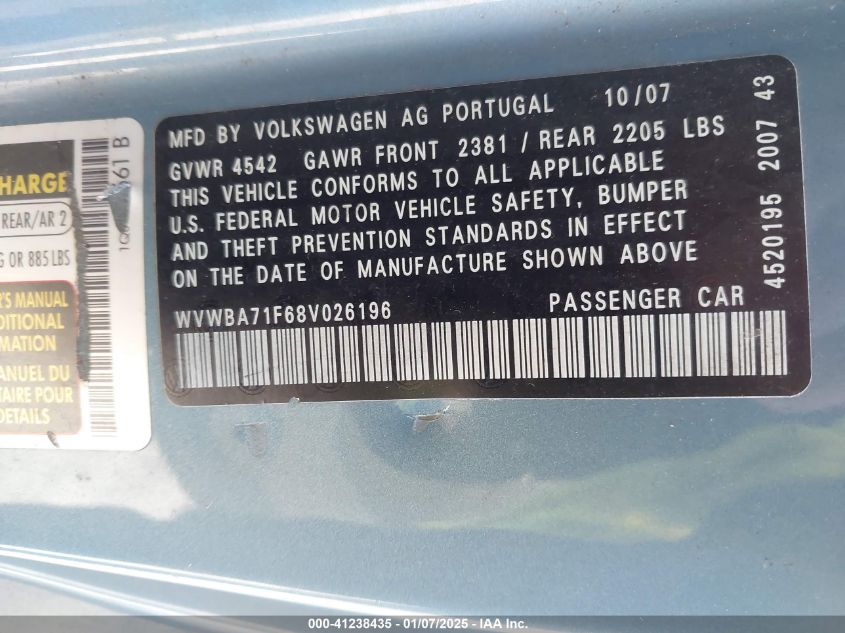 MFD BY VOLKSWAGEN AG PORTUGAL 10/07
GVWR 4542 GAWR FRONT 2381 / REAR 2205 LBS
THIS VEHICLE CONFORMS TO ALL APPLICABLE
U.S. FEDERAL MOTOR VEHICLE SAFETY, BUMPER
AND THEFT PREVENTION STANDARDS IN EFFECT
ON THE DATE OF MANUFACTURE SHOWN ABOVE
WVWBA71F68V026196 PASSENGER CAR
4520195 2007 43
CHARGE
REAR/AR 2
G OR 885 LBS
R'S MANUAL
DITIONAL
MATION
MANUEL DU
TAIRE POUR
DETAILS
661 B
000-41238435 - 01/07/2025 - IAA Inc.